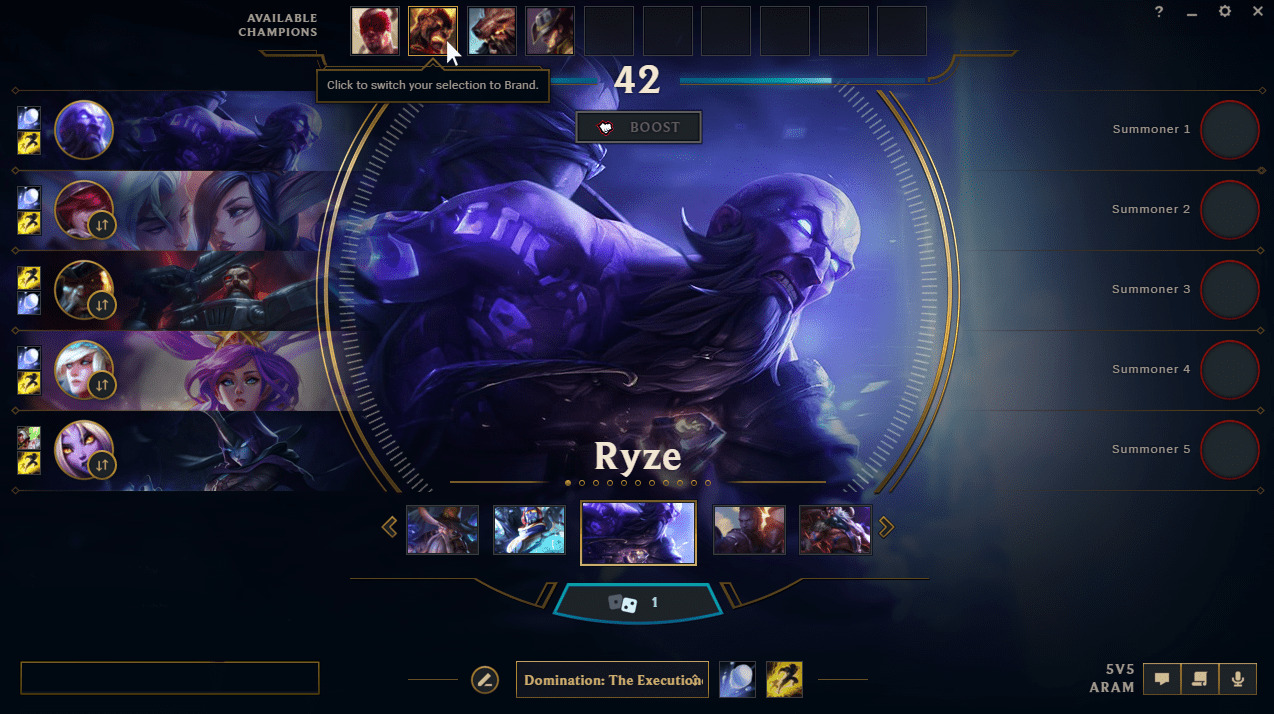 AVAILABLE
CHAMPIONS
?
Click to switch your selection to Brand.
42
BOOST
Summoner 1
Summoner 2
Summoner 3
Summoner 4
Summoner 5
Ryze
1
Domination: The Execution
5V5
ARAM